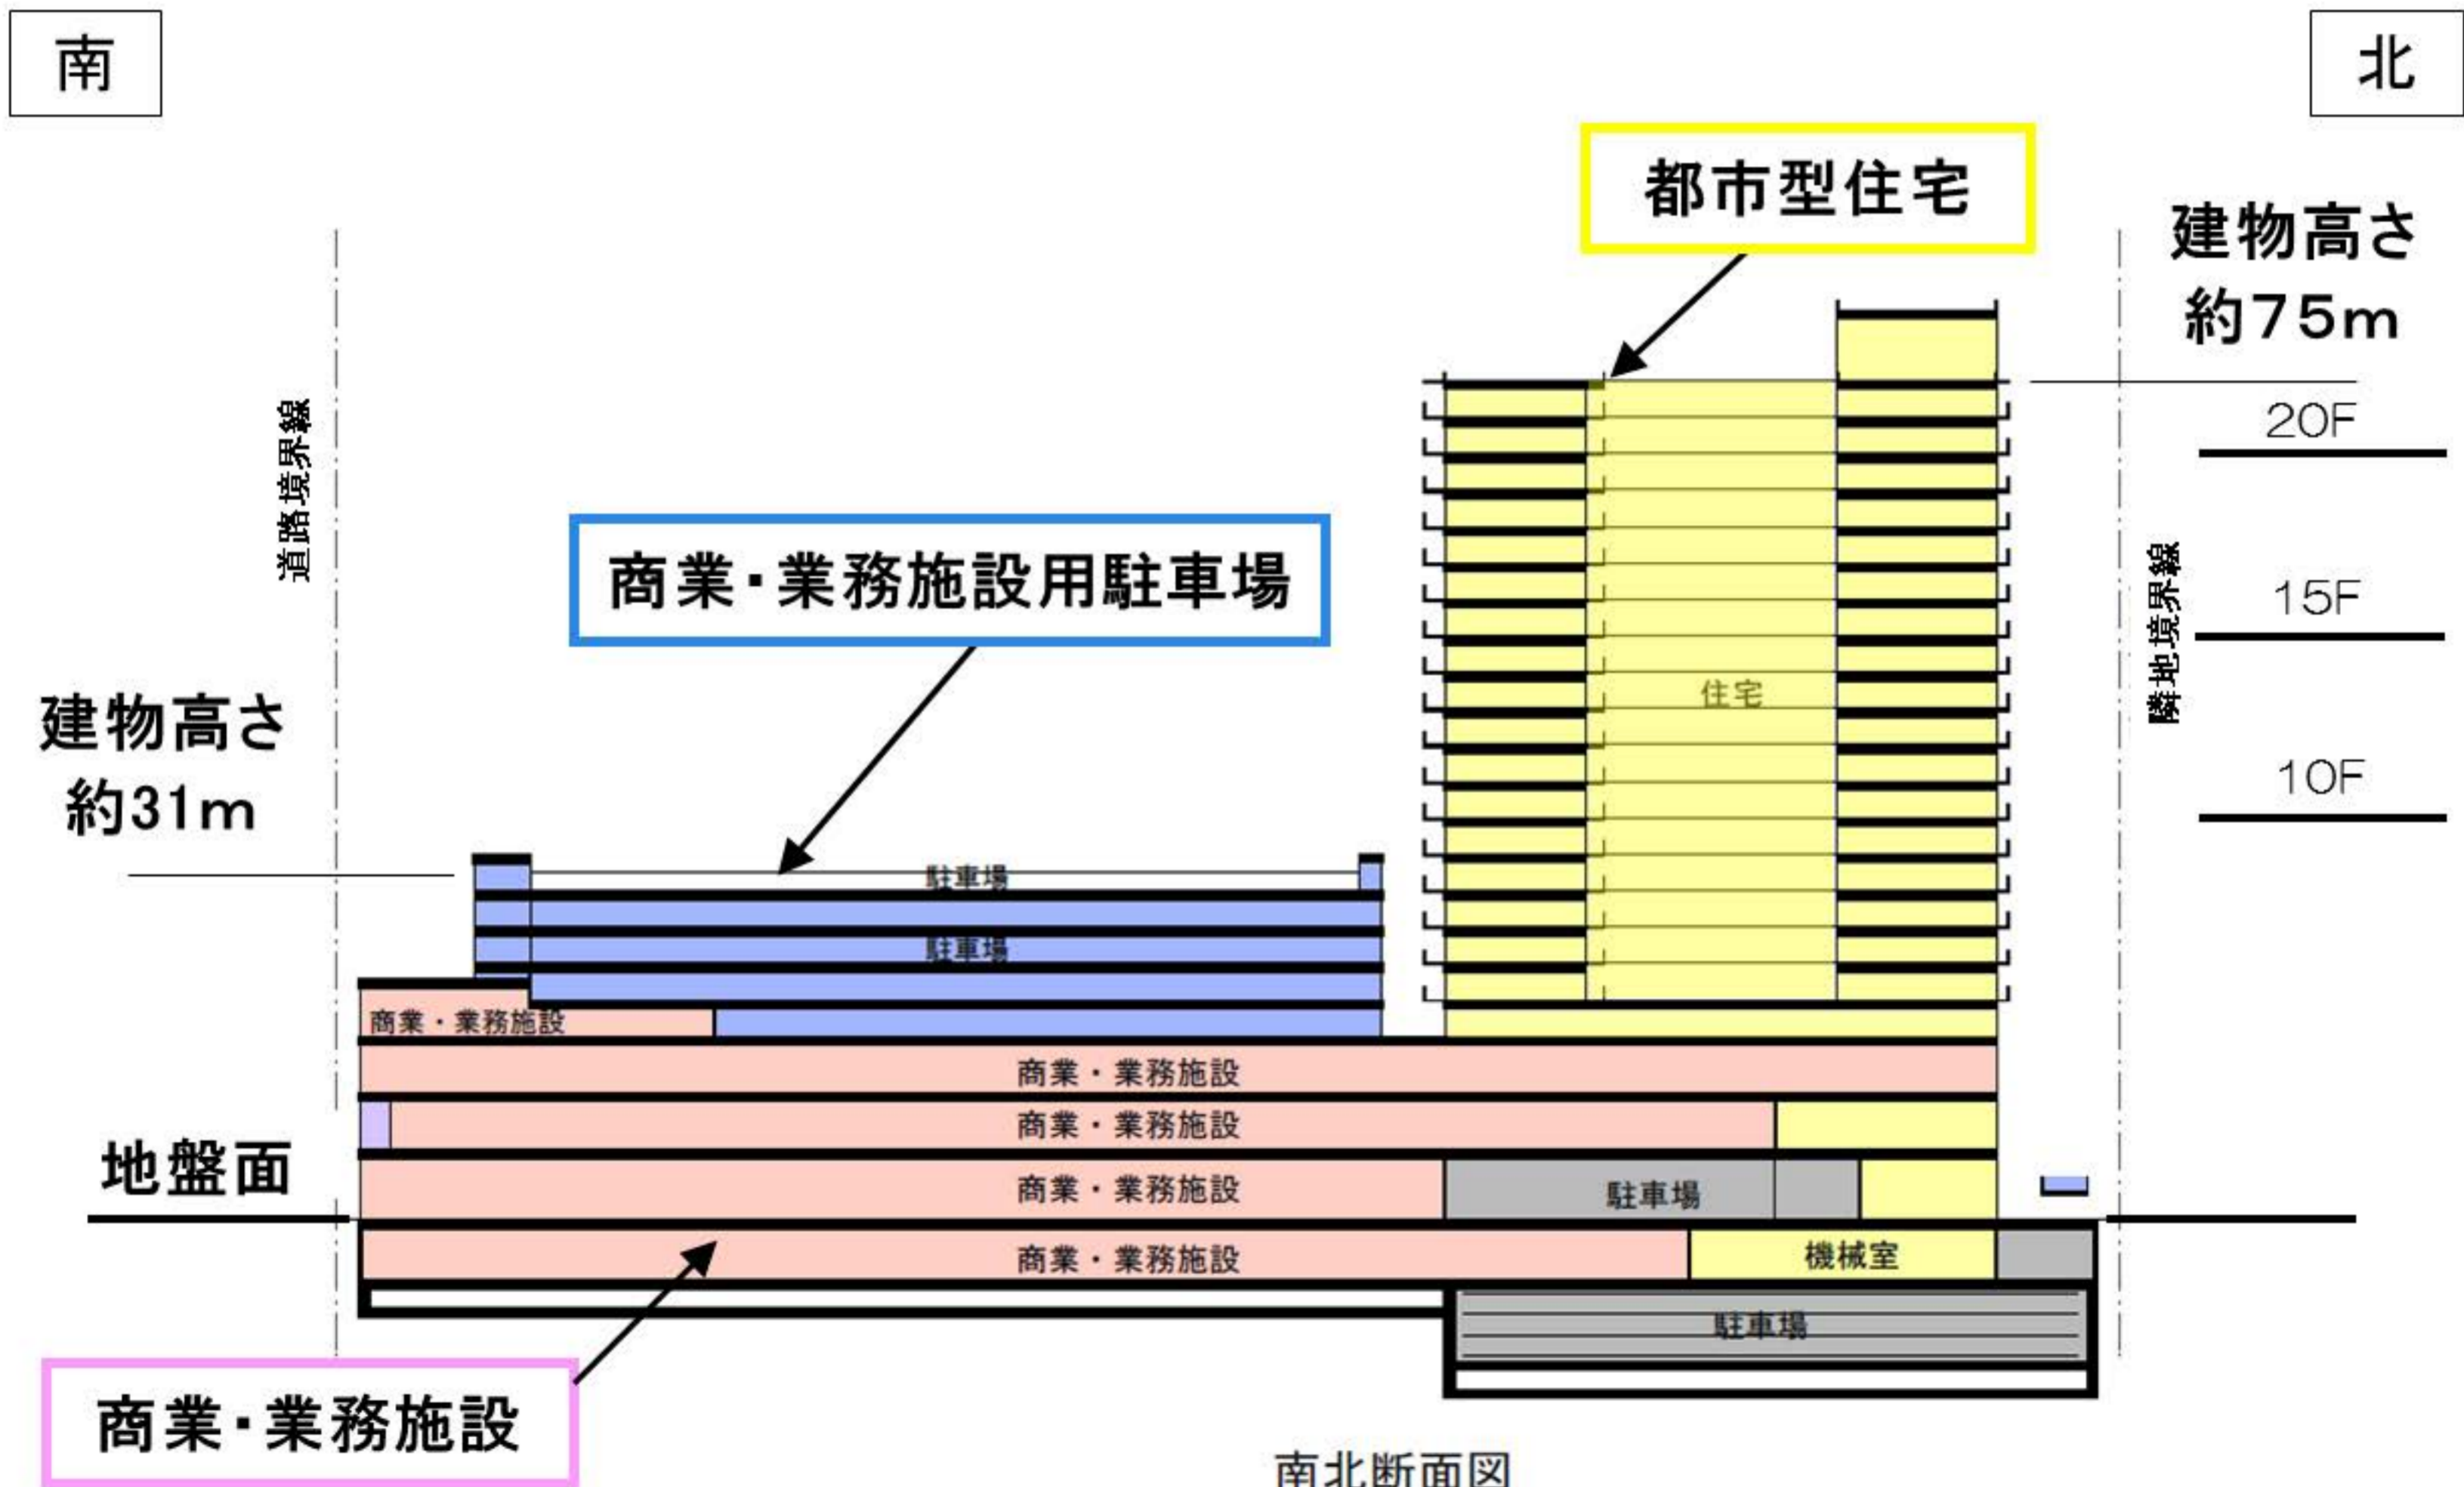 南
北
都市型住宅
建物高さ
約75m
20F
道路境界線
商業・業務施設用駐車場
隣地境界線
15F
住宅
建物高さ
約31m
10F
駐車場
駐車場
商業・業務施設
商業・業務施設
商業・業務施設
地盤面
商業・業務施設
駐車場
商業・業務施設
機械室
駐車場
商業・業務施設
南北断面図